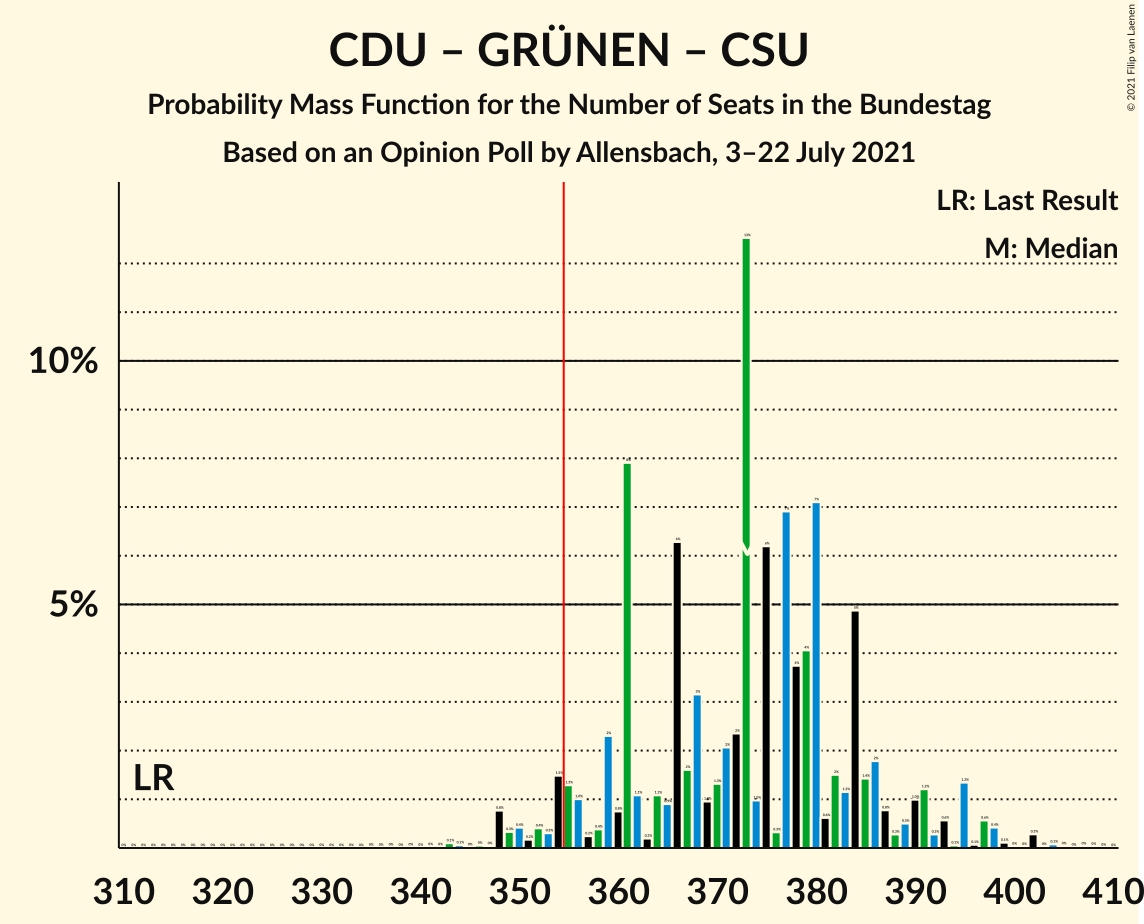 CDU – GRÜNEN – CSU
Probability Mass Function for the Number of Seats in the Bundestag
Based on an Opinion Poll by Allensbach, 3–22 July 2021
© 2021 Filip van Laenen
LR: Last Result
M: Median
10%
5%
LR
M
310 320 330 340 350 360 370 380 390 400 410